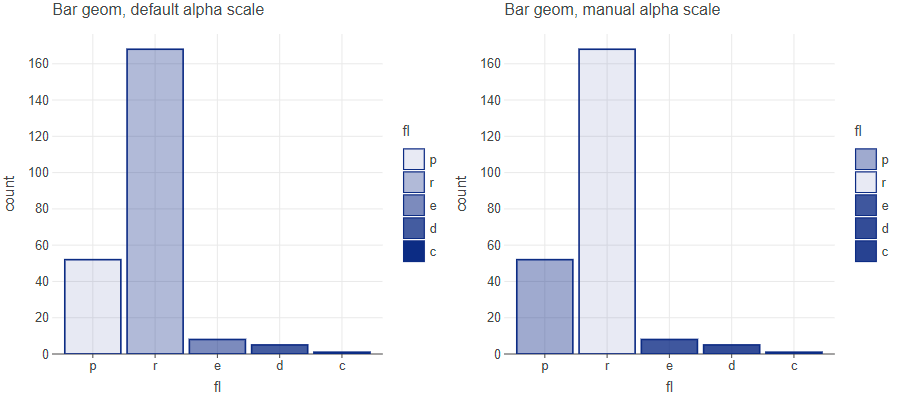 Bar geom, default alpha scale
count
160
140
120
100
80
60
40
20
0
p r e d c
fl
fl
p
r
e
d
c
Bar geom, manual alpha scale
count
160
140
120
100
80
60
40
20
0
p r e d c
fl
fl
p
r
e
d
c